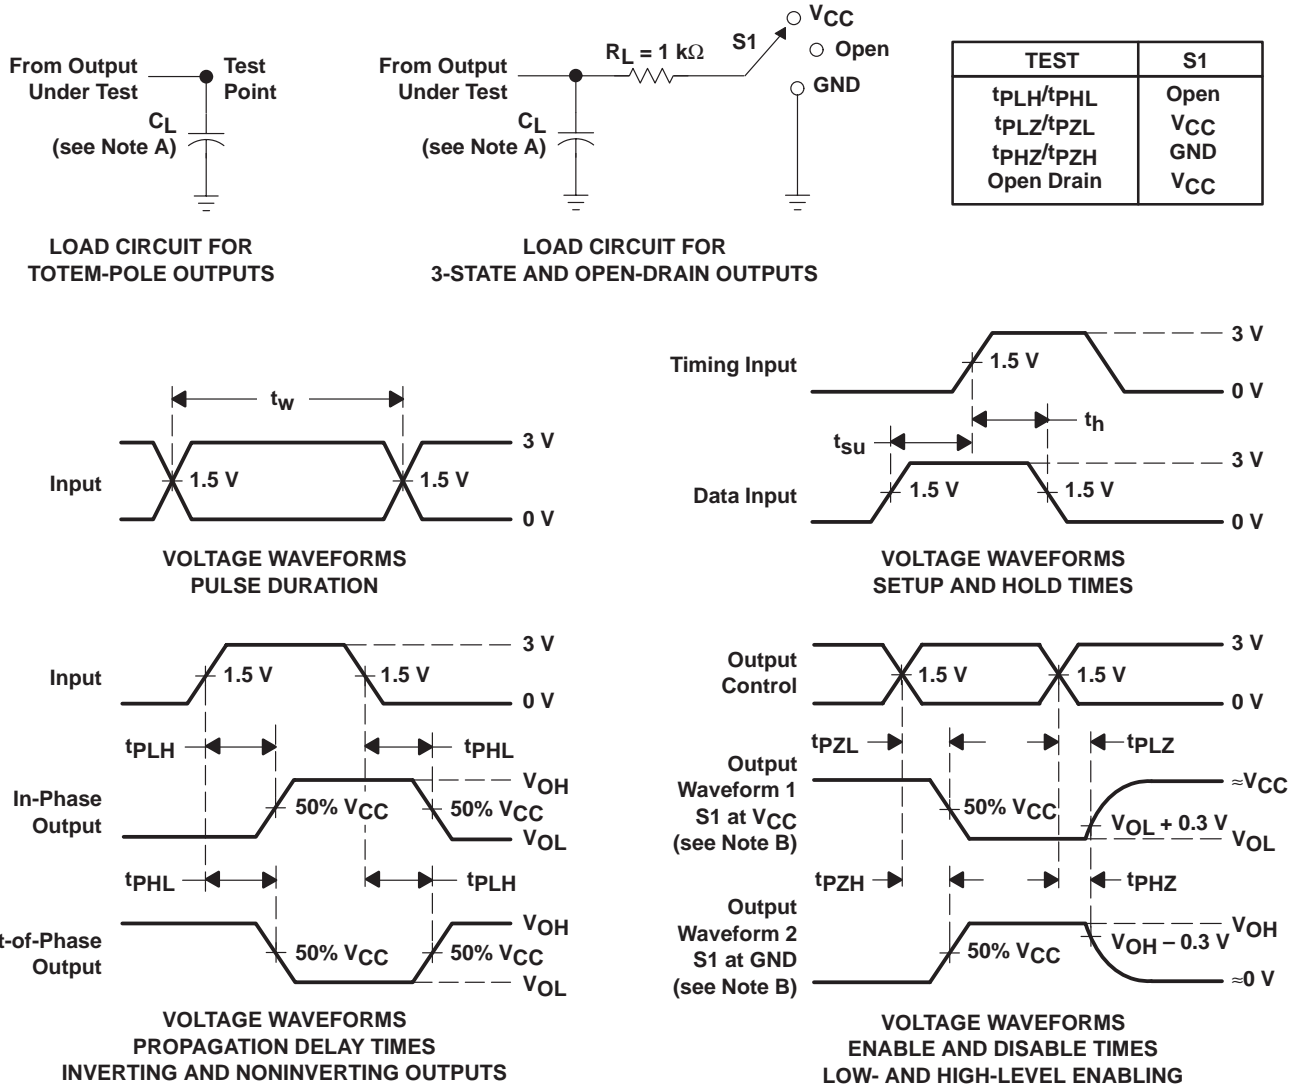 From Output
Under Test
Test
Point
CL
(see Note A)
LOAD CIRCUIT FOR
TOTEM-POLE OUTPUTS
From Output
Under Test
RL = 1 kΩ
S1
VCC
Open
GND
CL
(see Note A)
LOAD CIRCUIT FOR
3-STATE AND OPEN-DRAIN OUTPUTS
TEST S1
tPLH/tPHL Open
tPLZ/tPZL VCC
tPHZ/tPZH GND
Open Drain VCC
tw
3 V
Input
1.5 V
1.5 V
0 V
VOLTAGE WAVEFORMS
PULSE DURATION
3 V
Timing Input
1.5 V
0 V
th
tsu
3 V
Data Input
1.5 V
1.5 V
0 V
VOLTAGE WAVEFORMS
SETUP AND HOLD TIMES
3 V
Input
1.5 V
1.5 V
0 V
tPLH
tPHL
VOH
In-Phase
Output
50% VCC
50% VCC
VOL
tPHL
tPLH
VOH
t-of-Phase
Output
50% VCC
50% VCC
VOL
VOLTAGE WAVEFORMS
PROPAGATION DELAY TIMES
INVERTING AND NONINVERTING OUTPUTS
3 V
Output
Control
1.5 V
1.5 V
0 V
tPZL
tPLZ
Output
Waveform 1
S1 at VCC
(see Note B)
≈VCC
50% VCC
VOL + 0.3 V
VOL
tPZH
tPHZ
Output
Waveform 2
S1 at GND
(see Note B)
VOH
50% VCC
VOH – 0.3 V
≈0 V
VOLTAGE WAVEFORMS
ENABLE AND DISABLE TIMES
LOW- AND HIGH-LEVEL ENABLING